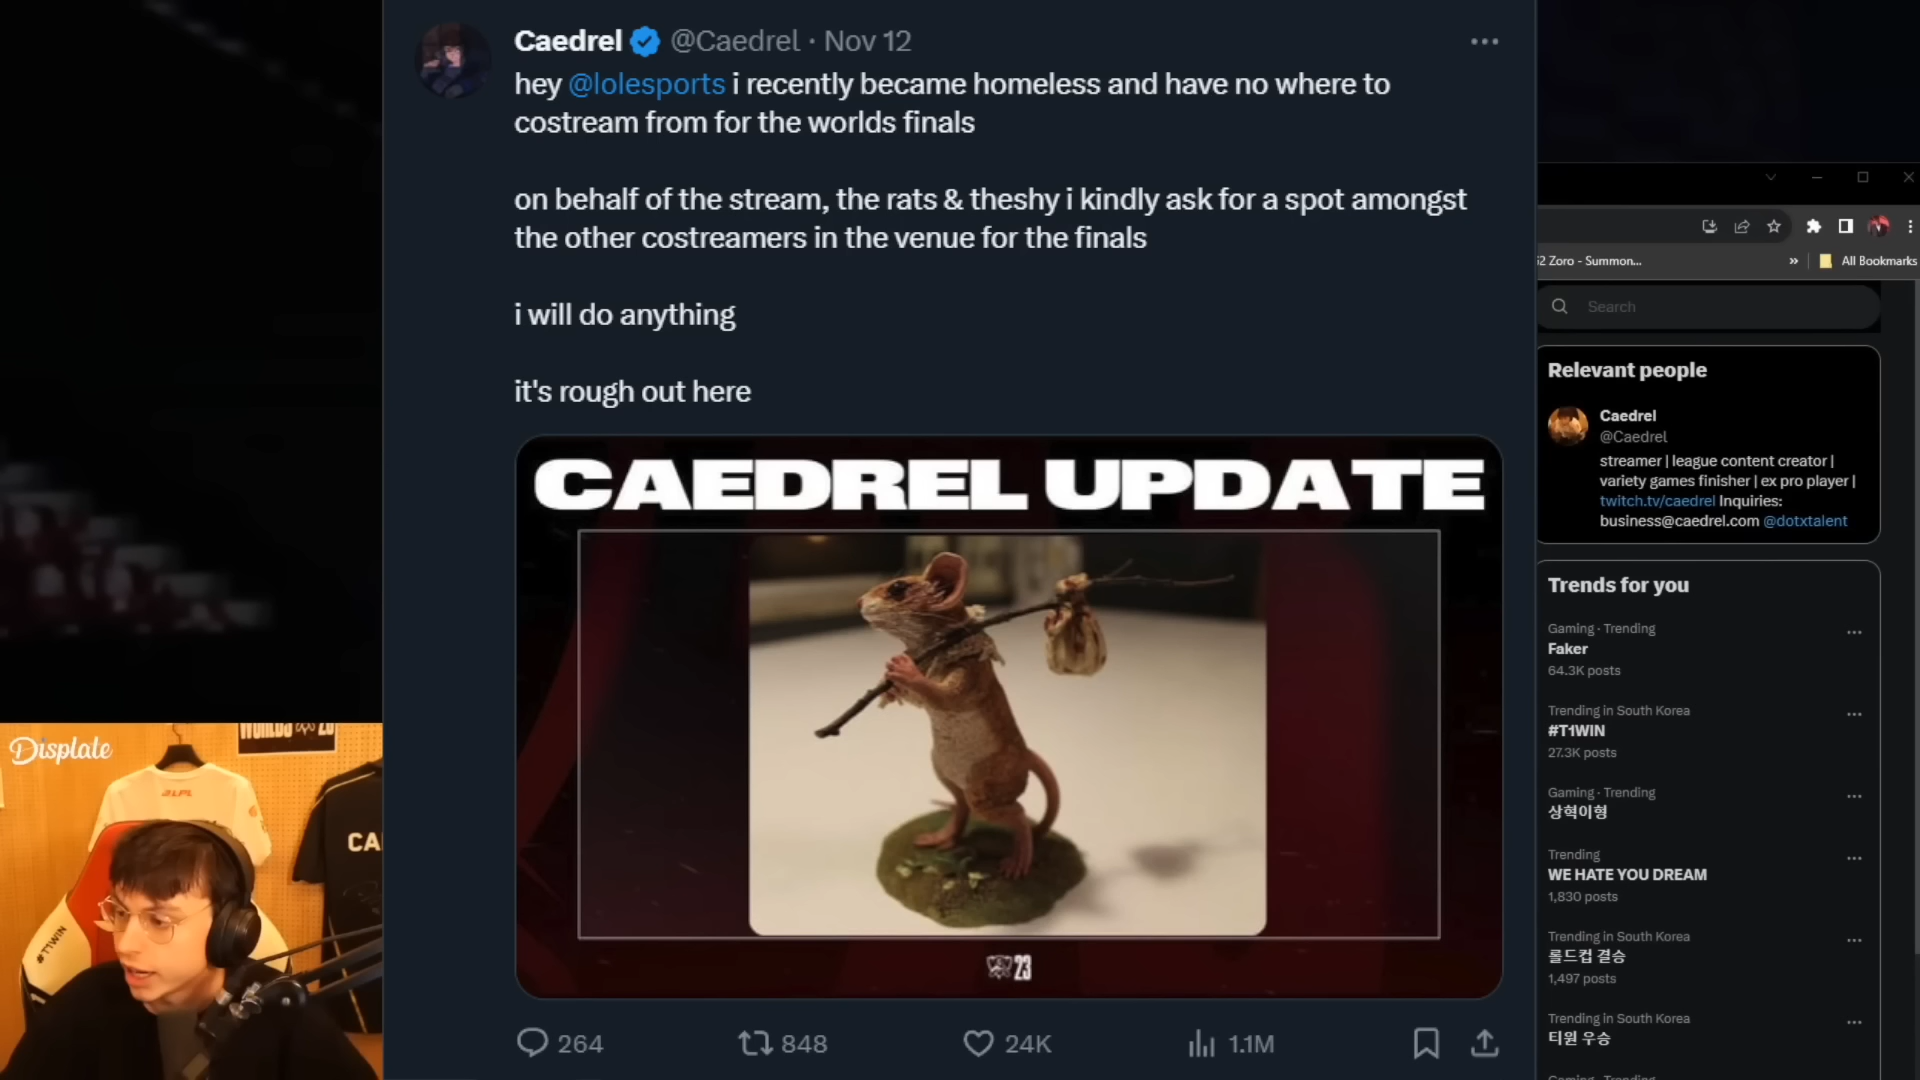 Caedrel @Caedrel · Nov 12
hey @lolesports i recently became homeless and have no where to
costream from for the worlds finals
on behalf of the stream, the rats & theshy i kindly ask for a spot amongst
the other costreamers in the venue for the finals
i will do anything
it's rough out here
CAEDREL UPDATE
23
264
848
24K
1.1M
Zoro - Summon...
»
All Bookmarks
Search
Relevant people
Caedrel
@Caedrel
streamer | league content creator |
variety games finisher | ex pro player |
twitch.tv/caedrel Inquiries:
business@caedrel.com @dotxtalent
Trends for you
Gaming · Trending
Faker
64.3K posts
Trending in South Korea
#T1WIN
27.3K posts
Gaming · Trending
상혁이형
Trending
WE HATE YOU DREAM
1,830 posts
Trending in South Korea
롤드컵 결승
1,497 posts
Trending in South Korea
티원 우승
Gaming · Trending
Displate
WORLDS 23
LPL
CA
#T1WIN